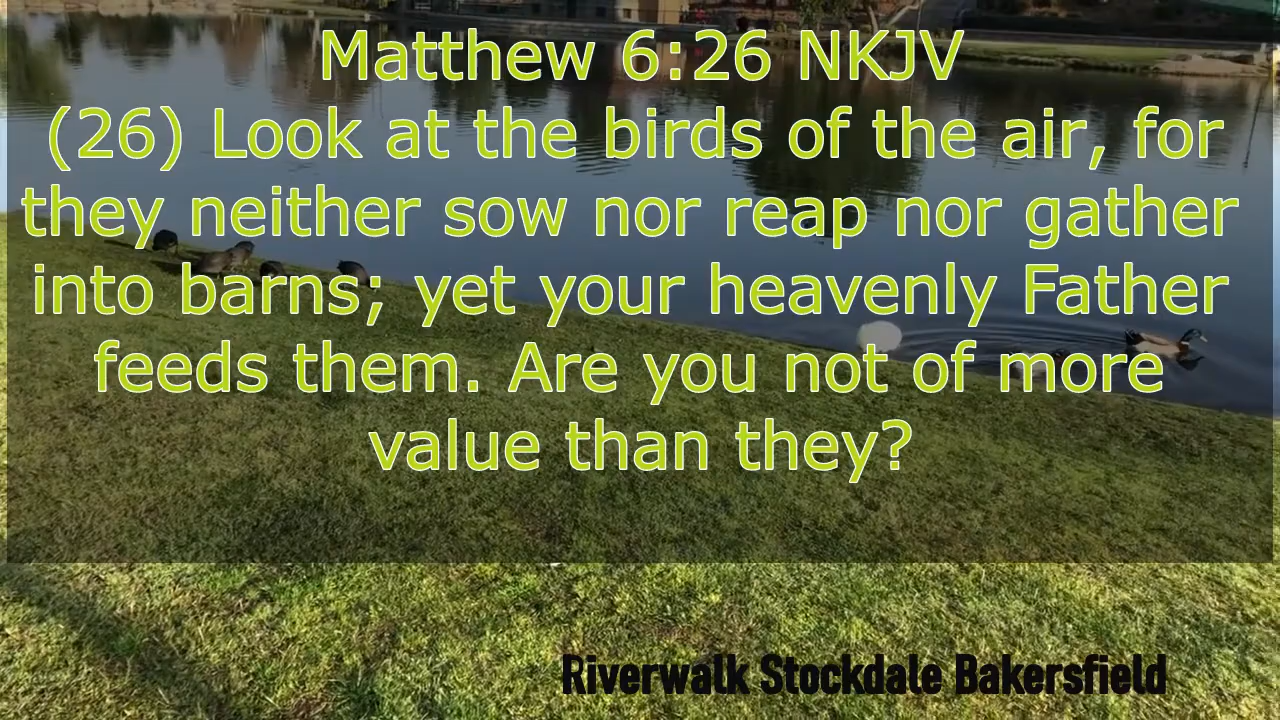 Matthew 6:26 NKJV
(26) Look at the birds of the air, for
they neither sow nor reap nor gather
into barns; yet your heavenly Father
feeds them. Are you not of more
value than they?
Riverwalk Stockdale Bakersfield